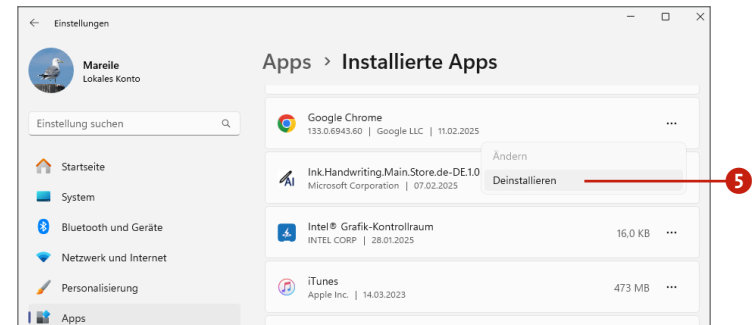 Einstellungen
Mareile
Lokales Konto
Einstellung suchen
Startseite
System
Bluetooth und Geräte
Netzwerk und Internet
Personalisierung
Apps
Apps > Installierte Apps
Google Chrome
133.0.6943.60 | Google LLC | 11.02.2025
Ändern
Deinstallieren
5
Ink.Handwriting.Main.Store.de-DE.1.0
Microsoft Corporation | 07.02.2025
Intel® Grafik-Kontrollraum
INTEL CORP | 28.01.2025
16,0 KB
iTunes
Apple Inc. | 14.03.2023
473 MB